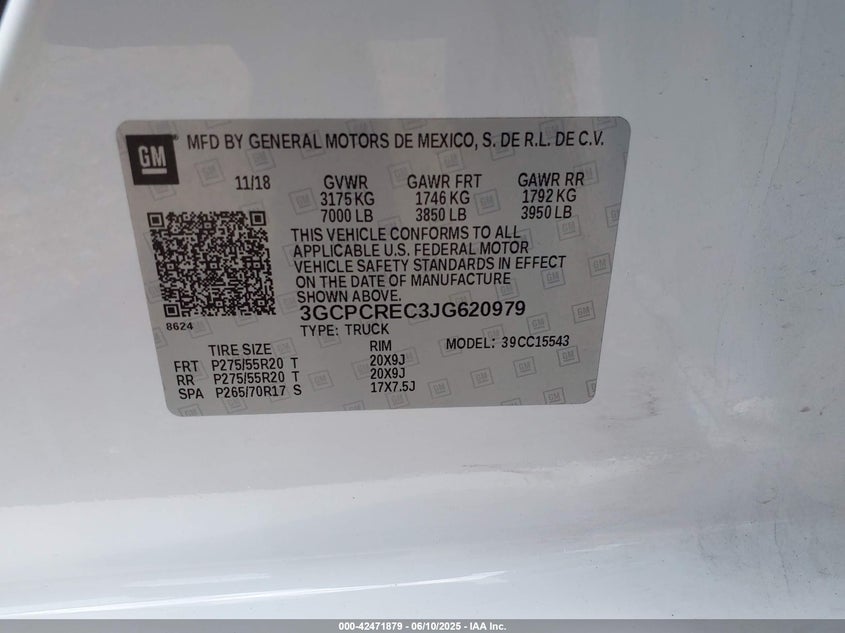 GM
MFD BY GENERAL MOTORS DE MEXICO, S. DE R.L. DE C.V.
11/18 GVWR GAWR FRT GAWR RR
3175 KG 1746 KG 1792 KG
7000 LB 3850 LB 3950 LB
THIS VEHICLE CONFORMS TO ALL
APPLICABLE U.S. FEDERAL MOTOR
VEHICLE SAFETY STANDARDS IN EFFECT
ON THE DATE OF MANUFACTURE
SHOWN ABOVE.
3GCPCREC3JG620979
8624
TYPE: TRUCK
TIRE SIZE RIM MODEL: 39CC15543
FRT P275/55R20 T 20X9J
RR P275/55R20 T 20X9J
SPA P265/70R17 S 17X7.5J
000-42471879 - 06/10/2025 - IAA Inc.